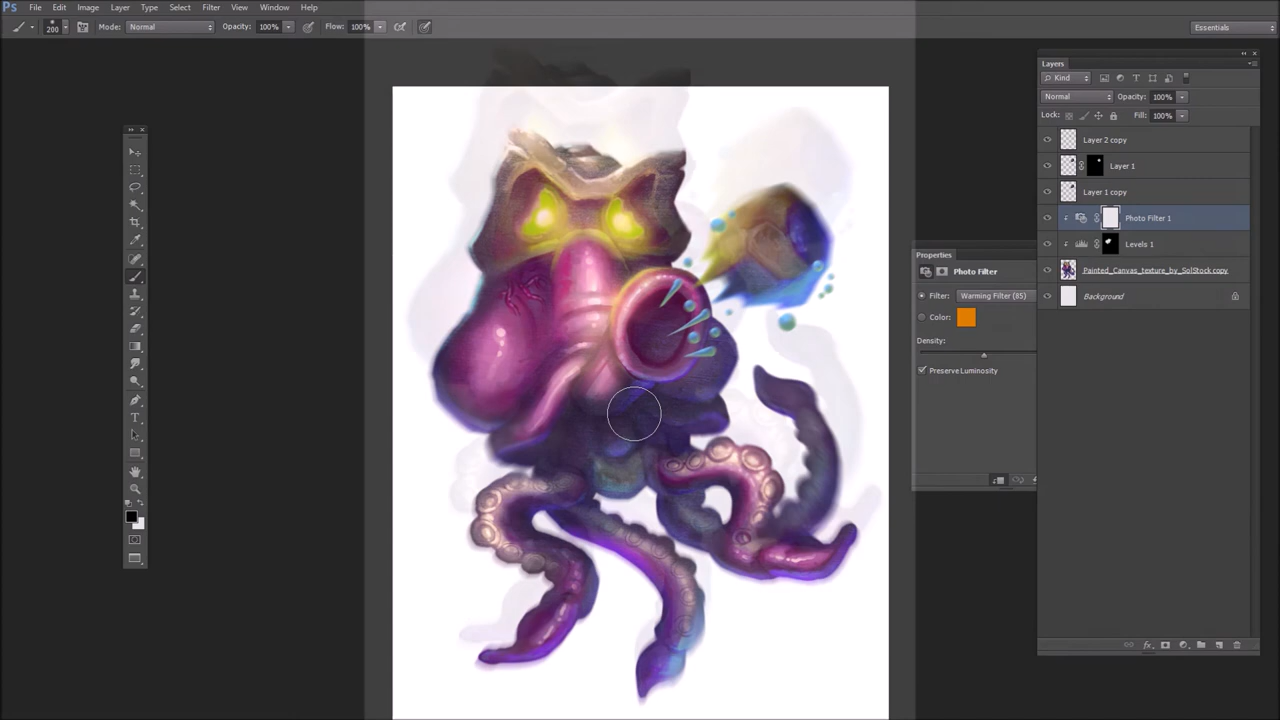 Ps File Edit Image Layer Type Select Filter View Window Help
200 Mode: Normal Opacity: 100% Flow: 100% Essentials
Layers
Kind
Normal Opacity: 100%
Lock: Fill: 100%
Layer 2 copy
Layer 1
Layer 1 copy
Photo Filter 1
Levels 1
Painted_Canvas_texture_by_SolStock copy
Background
Properties
Photo Filter
Filter: Warming Filter (85)
Color:
Density:
Preserve Luminosity